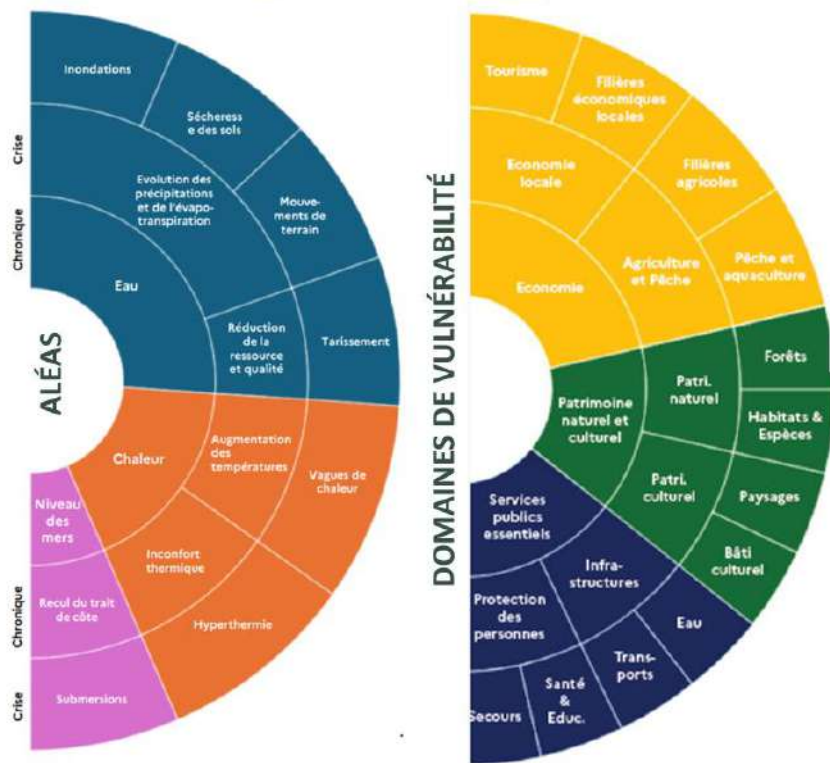 Inondations
Sécheress
e des sols
Evolution des
précipitations
et de l'évapo-
transpiration
Mouve-
ments de
terrain
Eau
Réduction
de la
ressource
et qualité
Tarissement
Crise
Chronique
ALÉAS
Chaleur
Augmentation
des
températures
Vagues de
chaleur
Inconfort
thermique
Hyperthermie
Niveau
des
mers
Recul du trait
de côte
Submersions
Chronique
Crise
DOMAINES DE VULNÉRABILITÉ
Tourisme
Filières
économiques
locales
Economie
locale
Filières
agricoles
Economie
Agriculture
et Pêche
Pêche et
aquaculture
Patrimoine
naturel et
culturel
Patri.
naturel
Forêts
Habitats &
Espèces
Patri.
culturel
Paysages
Bâti
culturel
Services
publics
essentiels
Infra-
structures
Protection
des
personnes
Eau
Trans-
ports
Santé
&
Educ.
Secours